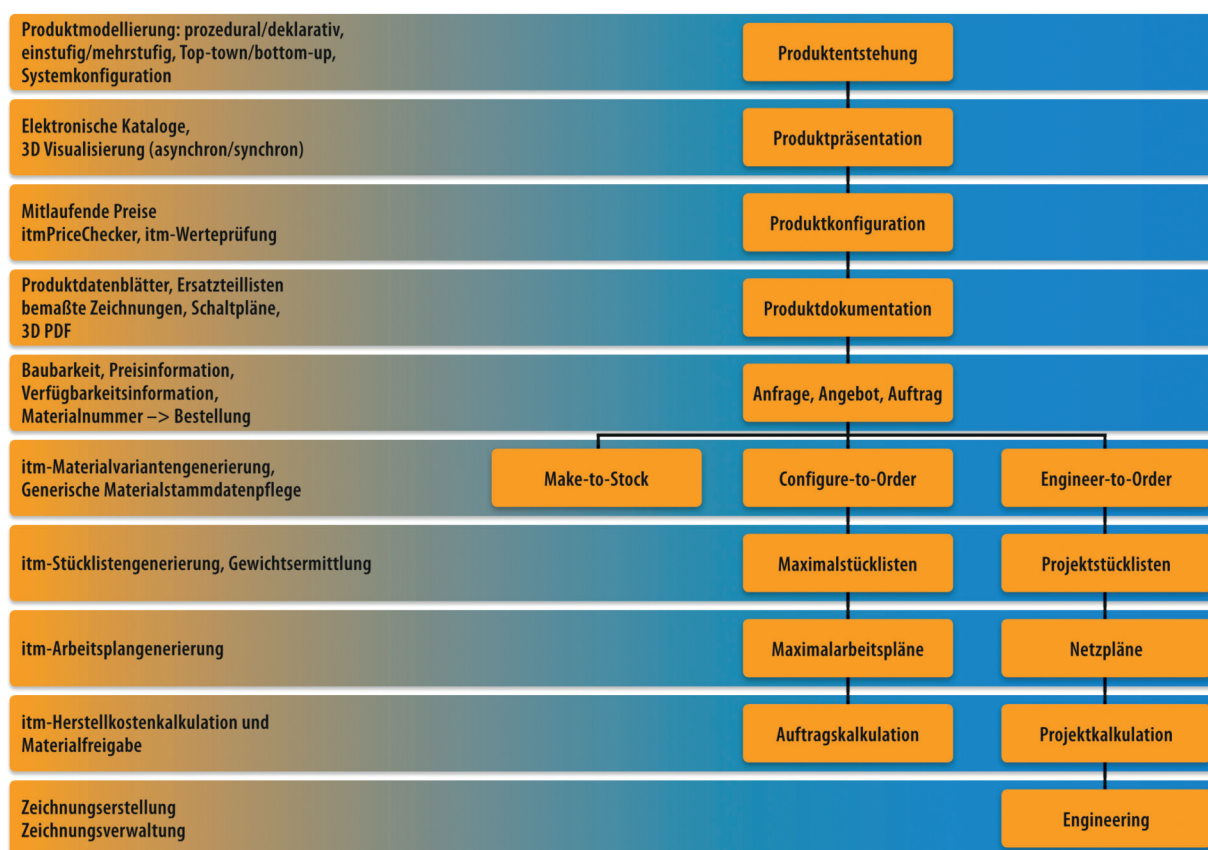 Produktmodellierung: prozedural/deklarativ,
einstufig/mehrstufig, Top-town/bottom-up,
Systemkonfiguration
Produktentstehung
Elektronische Kataloge,
3D Visualisierung (asynchron/synchron)
Produktpräsentation
Mitlaufende Preise
itmPriceChecker, itm-Werteprüfung
Produktkonfiguration
Produktdatenblätter, Ersatzteillisten
bemaßte Zeichnungen, Schaltpläne,
3D PDF
Produktdokumentation
Baubarkeit, Preisinformation,
Verfügbarkeitsinformation,
Materialnummer –> Bestellung
Anfrage, Angebot, Auftrag
itm-Materialvariantengenerierung,
Generische Materialstammdatenpflege
Make-to-Stock
Configure-to-Order
Engineer-to-Order
itm-Stücklistengenerierung, Gewichtsermittlung
Maximalstücklisten
Projektstücklisten
itm-Arbeitsplangenerierung
Maximalarbeitspläne
Netzpläne
itm-Herstellkostenkalkulation und
Materialfreigabe
Auftragskalkulation
Projektkalkulation
Zeichnungserstellung
Zeichnungsverwaltung
Engineering